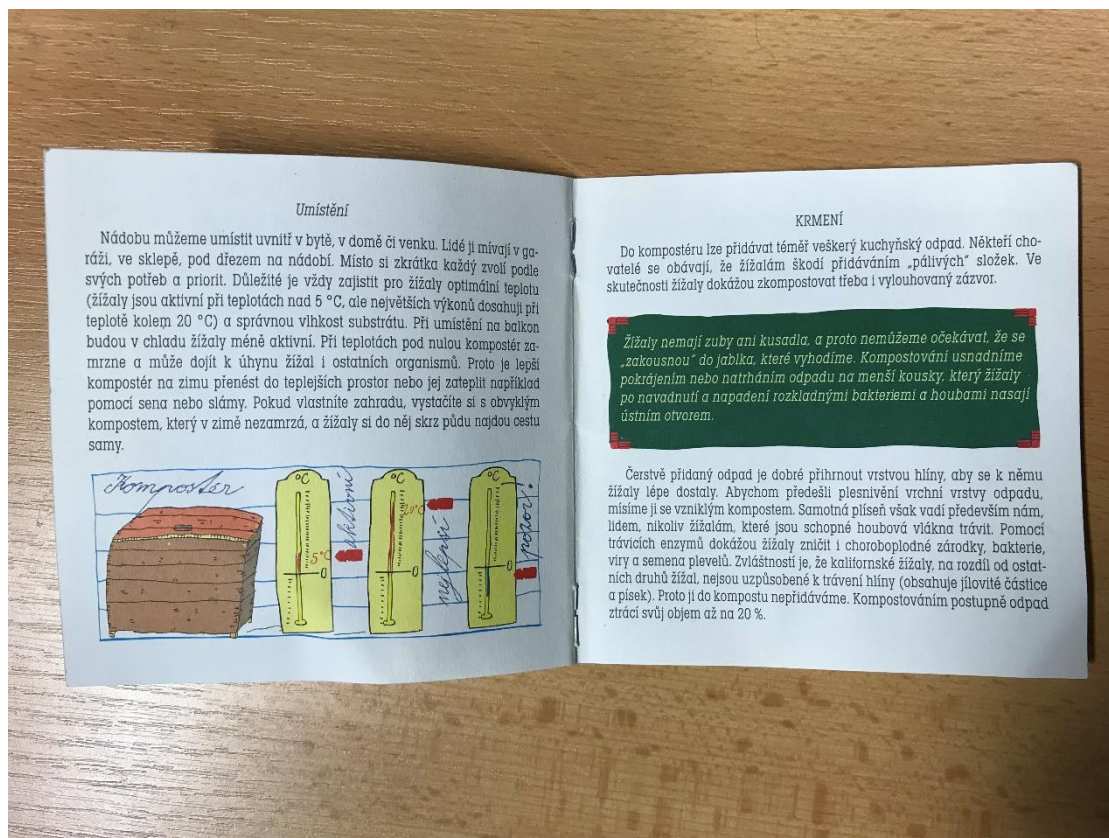 Umístění
Nádobu můžeme umístit uvnitř v bytě, v domě či venku. Lidé ji mívají v ga-
ráži, ve sklepě, pod dřezem na nádobí. Místo si zkrátka každý zvolí podle
svých potřeb a priorit. Důležité je vždy zajistit pro žížaly optimální teplotu
(žížaly jsou aktivní při teplotách nad 5 °C, ale největších výkonů dosahují při
teplotě kolem 20 °C) a správnou vlhkost substrátu. Při umístění na balkon
budou v chladu žížaly méně aktivní. Při teplotách pod nulou kompostér za-
mrzne a může dojít k úhynu žížal i ostatních organismů. Proto je lepší
kompostér na zimu přenést do teplejších prostor nebo jej zateplit například
pomocí sena nebo slámy. Pokud vlastníte zahradu, vystačíte si s obvyklým
kompostem, který v zimě nezamrzá, a žížaly si do něj skrz půdu najdou cestu
samy.
Komposter
°C
5°C
0
aktivní
°C
20°C
0
nejlepší
°C
0
pozor!
KRMENÍ
Do kompostéru lze přidávat téměř veškerý kuchyňský odpad. Někteří cho-
vatelé se obávají, že žížalám škodí přidáváním „pálivých" složek. Ve
skutečnosti žížaly dokážou zkompostovat třeba i vylouhovaný zázvor.
Žížaly nemají zuby ani kusadla, a proto nemůžeme očekávat, že se
„zakousnou" do jablka, které vyhodíme. Kompostování usnadníme
pokrájením nebo natrháním odpadu na menší kousky, který žížaly
po navadnutí a napadení rozkladnými bakteriemi a houbami nasají
ústním otvorem.
Čerstvě přidaný odpad je dobré přihrnout vrstvou hlíny, aby se k němu
žížaly lépe dostaly. Abychom předešli plesnivění vrchní vrstvy odpadu,
mísíme ji se vzniklým kompostem. Samotná plíseň však vadí především nám,
lidem, nikoliv žížalám, které jsou schopné houbová vlákna trávit. Pomocí
trávicích enzymů dokážou žížaly zničit i choroboplodné zárodky, bakterie,
viry a semena plevelů. Zvláštností je, že kalifornské žížaly, na rozdíl od ostat-
ních druhů žížal, nejsou uzpůsobené k trávení hlíny (obsahuje jílovité částice
a písek). Proto ji do kompostu nepřidáváme. Kompostováním postupně odpad
ztrácí svůj objem až na 20 %.